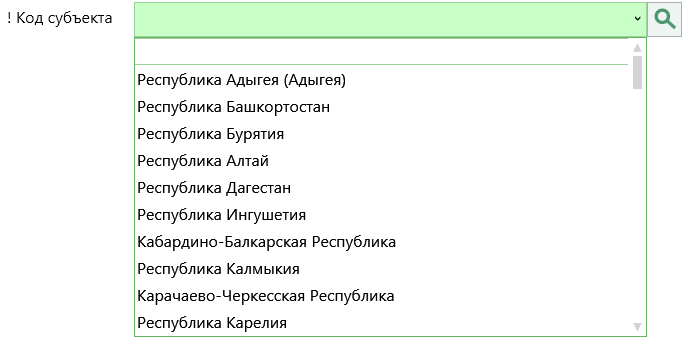 ! Код субъекта
Республика Адыгея (Адыгея)
Республика Башкортостан
Республика Бурятия
Республика Алтай
Республика Дагестан
Республика Ингушетия
Кабардино-Балкарская Республика
Республика Калмыкия
Карачаево-Черкесская Республика
Республика Карелия